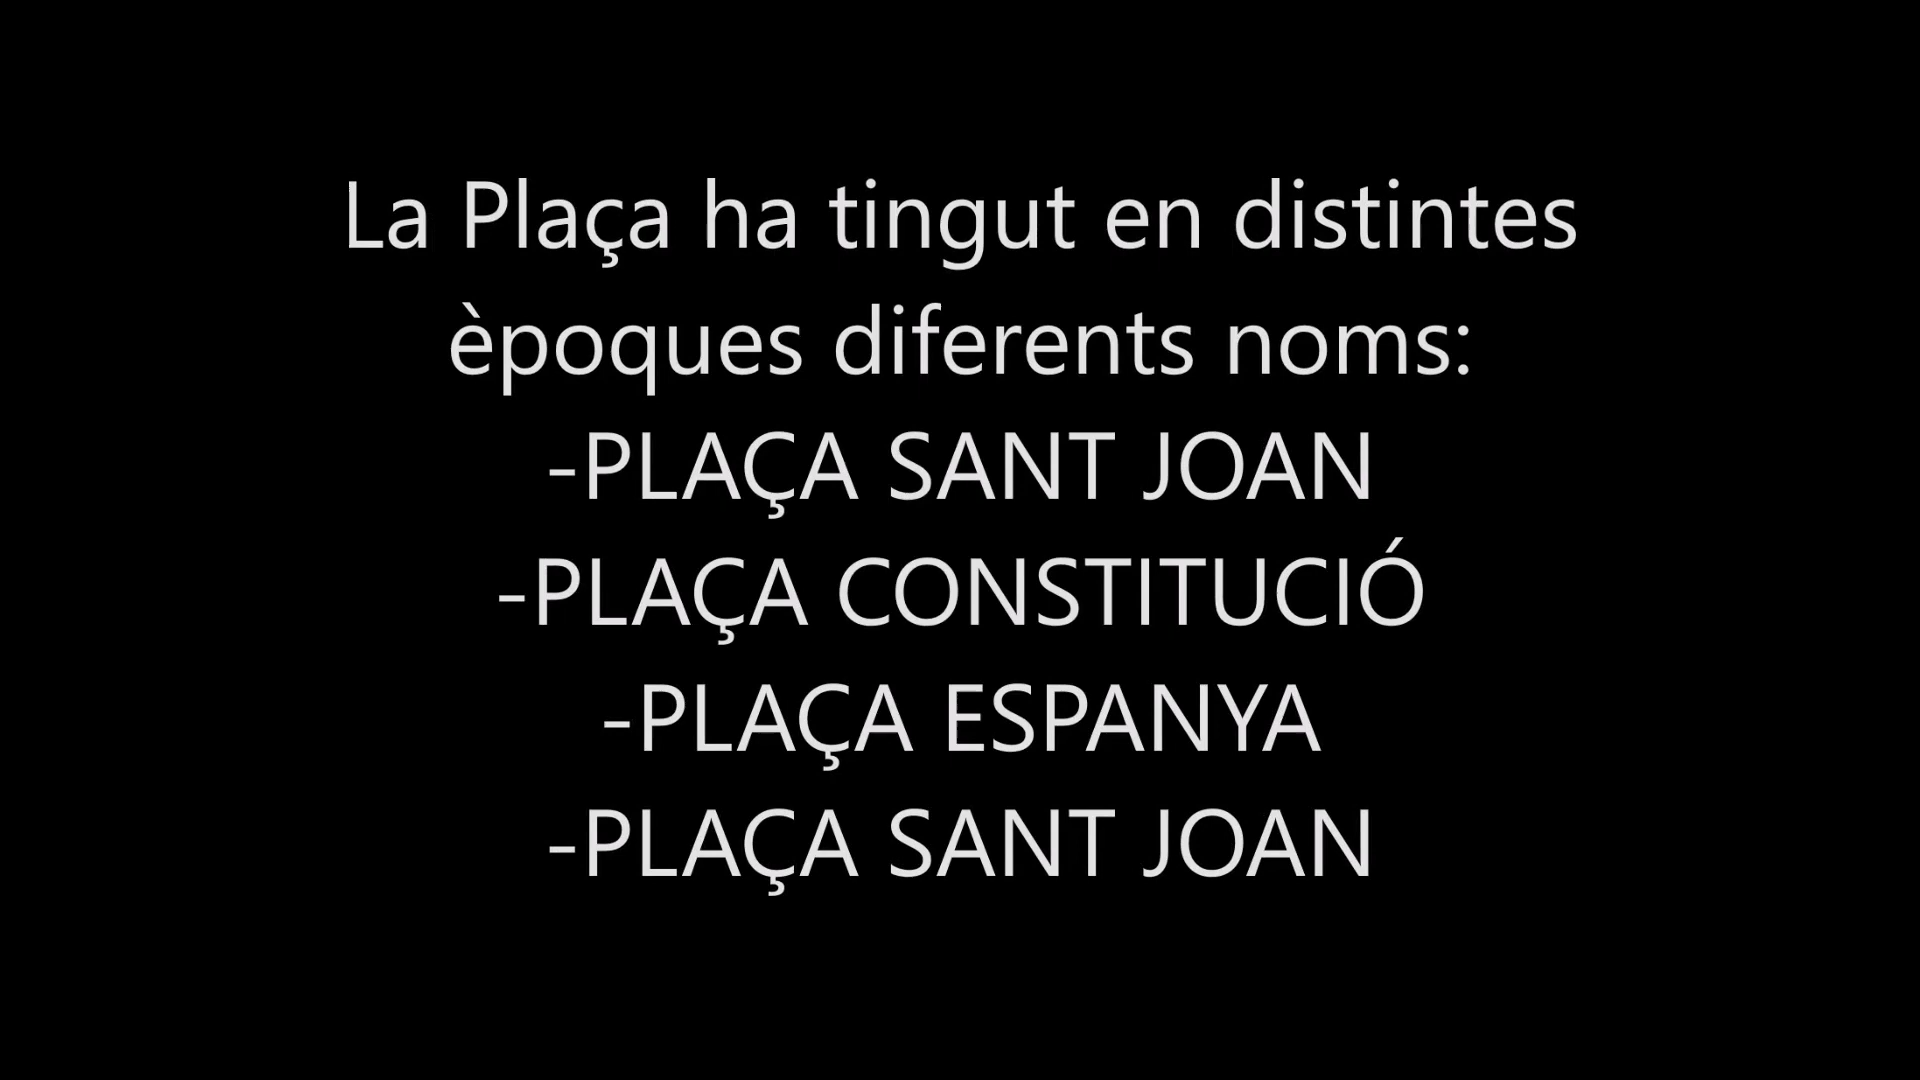 La Plaça ha tingut en distintes
èpoques diferents noms:
-PLAÇA SANT JOAN
-PLAÇA CONSTITUCIÓ
-PLAÇA ESPANYA
-PLAÇA SANT JOAN